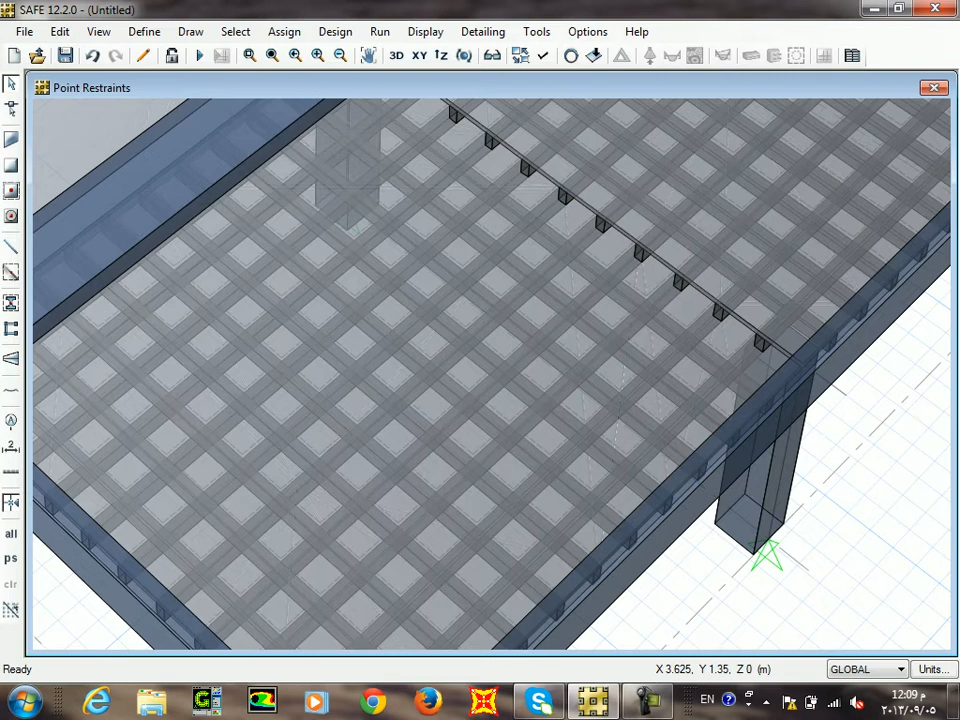 SAFE 12.2.0 - (Untitled)
File Edit View Define Draw Select Assign Design Run Display Detailing Tools Options Help
3D XY
Point Restraints
all
ps
clr
Ready X 3.625, Y 1.35, Z 0 (m) GLOBAL Units...
EN 12:09 م
٢٠١٣/٠٩/٠٥